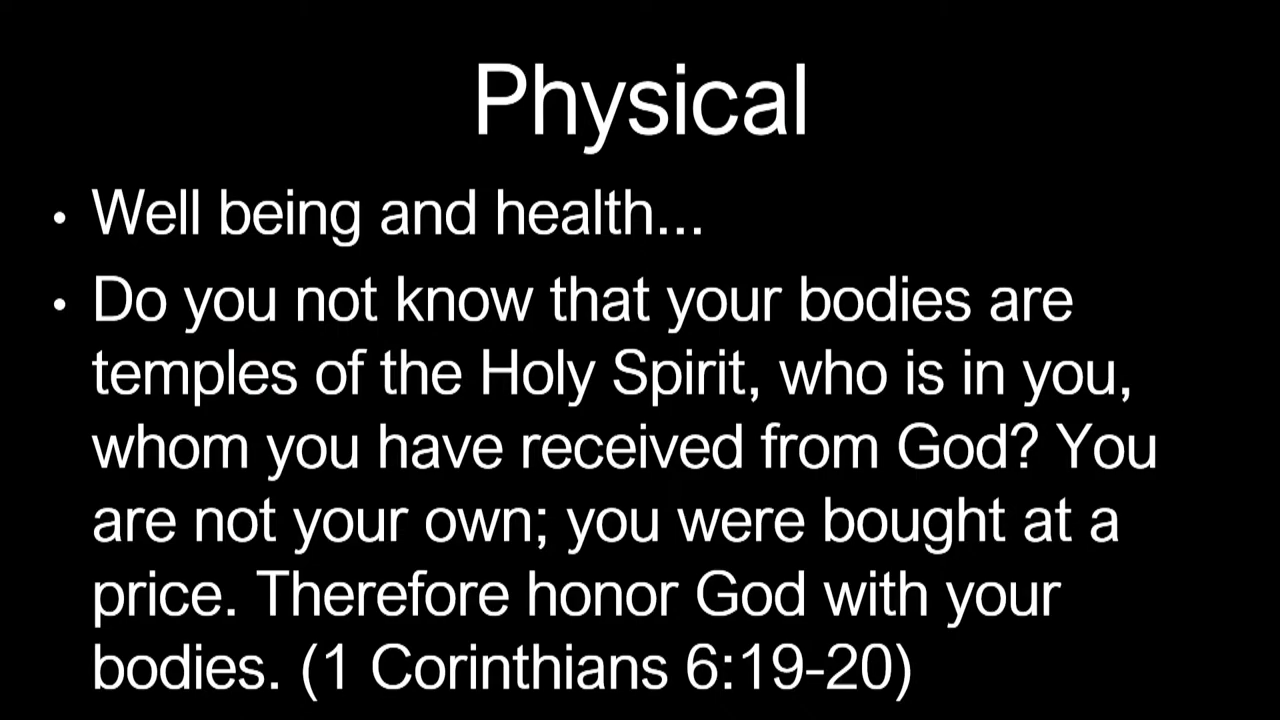 Physical
• Well being and health...
• Do you not know that your bodies are
temples of the Holy Spirit, who is in you,
whom you have received from God? You
are not your own; you were bought at a
price. Therefore honor God with your
bodies. (1 Corinthians 6:19-20)